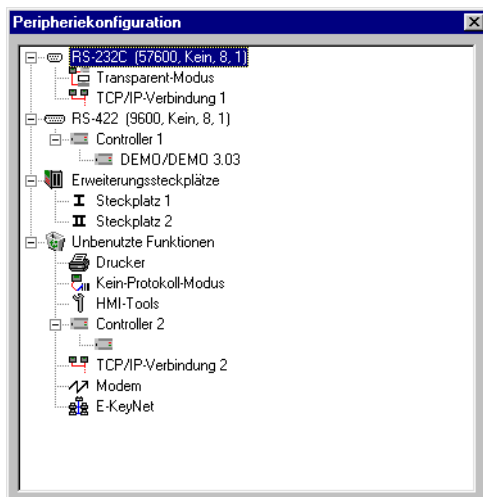 Peripheriekonfiguration
RS-232C (57600, Kein, 8, 1)
Transparent-Modus
TCP/IP-Verbindung 1
RS-422 (9600, Kein, 8, 1)
Controller 1
DEMO/DEMO 3.03
Erweiterungssteckplätze
I Steckplatz 1
II Steckplatz 2
Unbenutzte Funktionen
Drucker
Kein-Protokoll-Modus
HMI-Tools
Controller 2
TCP/IP-Verbindung 2
Modem
E-KeyNet